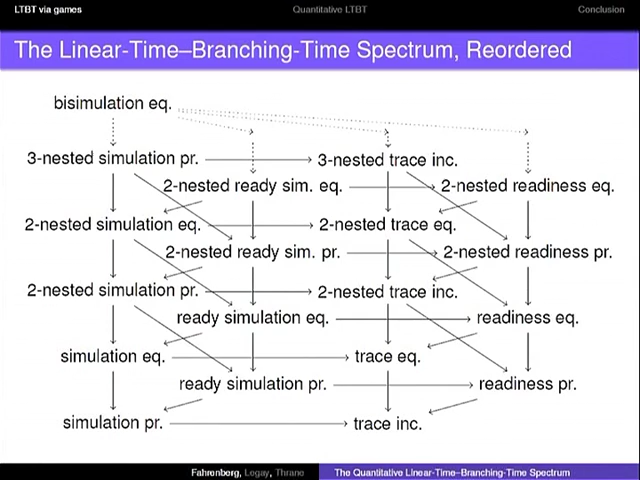 LTBT via games Quantitative LTBT Conclusion
The Linear-Time–Branching-Time Spectrum, Reordered
bisimulation eq.
3-nested simulation pr. 3-nested trace inc.
2-nested ready sim. eq. 2-nested readiness eq.
2-nested simulation eq. 2-nested trace eq.
2-nested ready sim. pr. 2-nested readiness pr.
2-nested simulation pr. 2-nested trace inc.
ready simulation eq. readiness eq.
simulation eq. trace eq.
ready simulation pr. readiness pr.
simulation pr. trace inc.
Fahrenberg, Legay, Thrane The Quantitative Linear-Time–Branching-Time Spectrum